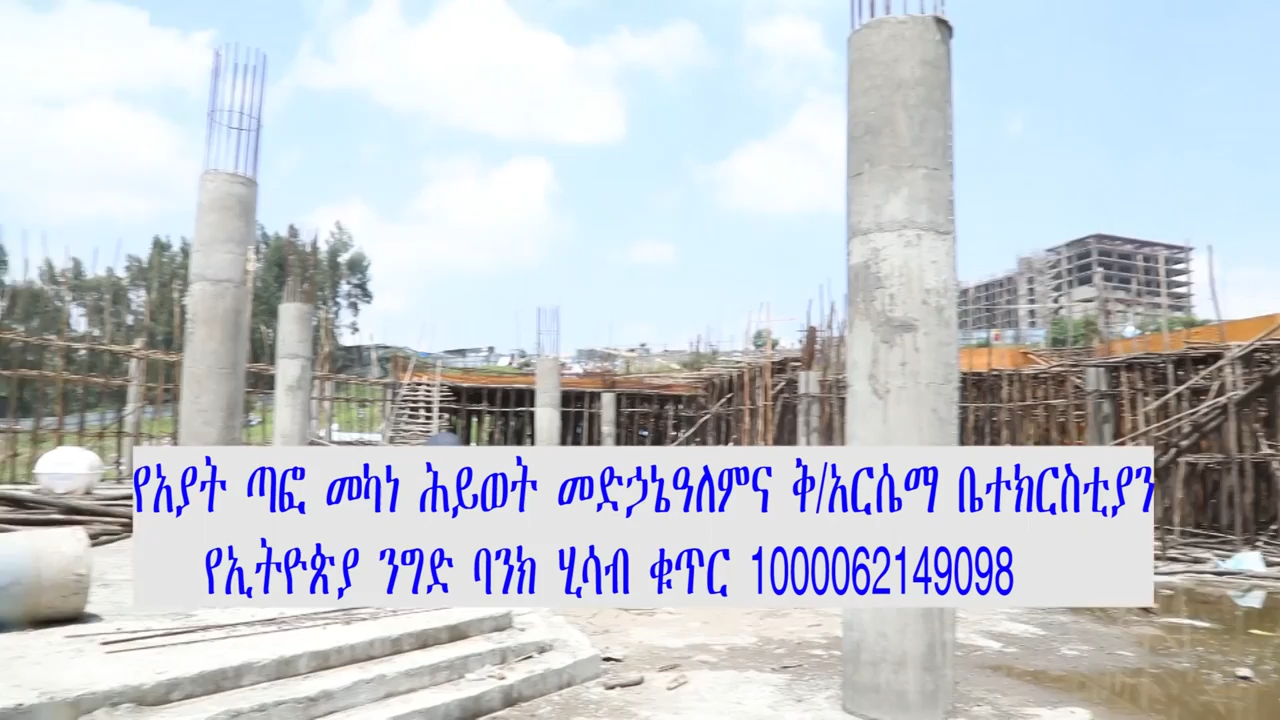 የአያት ጣፎ መካነ ሕይወት መድኃኔዓለምና ቅ/አርሴማ ቤተክርስቲያን
የኢትዮጵያ ንግድ ባንክ ሂሳብ ቁጥር 1000062149098